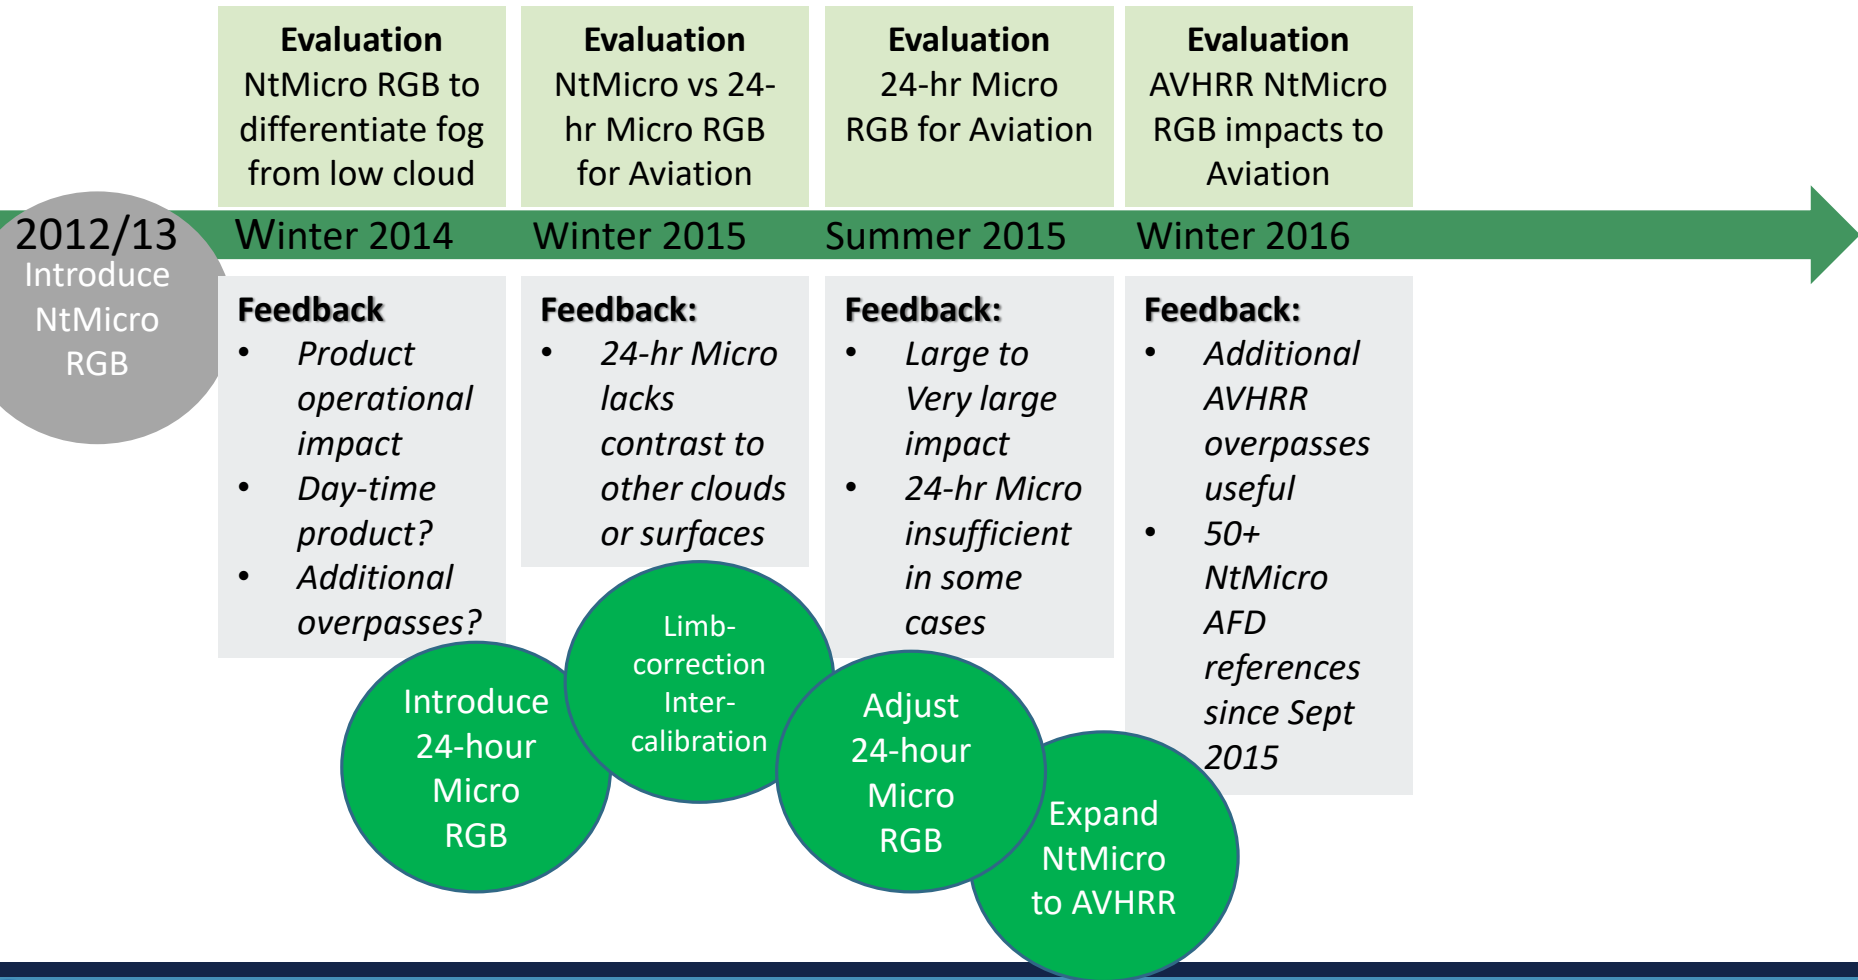 Evaluation
NtMicro RGB to
differentiate fog
from low cloud
Evaluation
NtMicro vs 24-
hr Micro RGB
for Aviation
Evaluation
24-hr Micro
RGB for Aviation
Evaluation
AVHRR NtMicro
RGB impacts to
Aviation
2012/13
Introduce
NtMicro
RGB
Winter 2014
Winter 2015
Summer 2015
Winter 2016
Feedback
• Product
operational
impact
• Day-time
product?
• Additional
overpasses?
Feedback:
• 24-hr Micro
lacks
contrast to
other clouds
or surfaces
Feedback:
• Large to
Very large
impact
• 24-hr Micro
insufficient
in some
cases
Feedback:
• Additional
AVHRR
overpasses
useful
• 50+
NtMicro
AFD
references
since Sept
2015
Introduce
24-hour
Micro
RGB
Limb-
correction
Inter-
calibration
Adjust
24-hour
Micro
RGB
Expand
NtMicro
to AVHRR